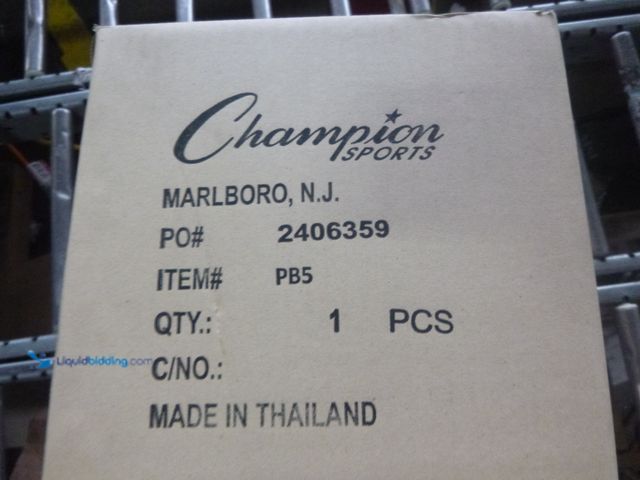 Champion
SPORTS
MARLBORO, N.J.
PO# 2406359
ITEM# PB5
QTY.: 1 PCS
Liquidbidding.com
C/NO.:
MADE IN THAILAND